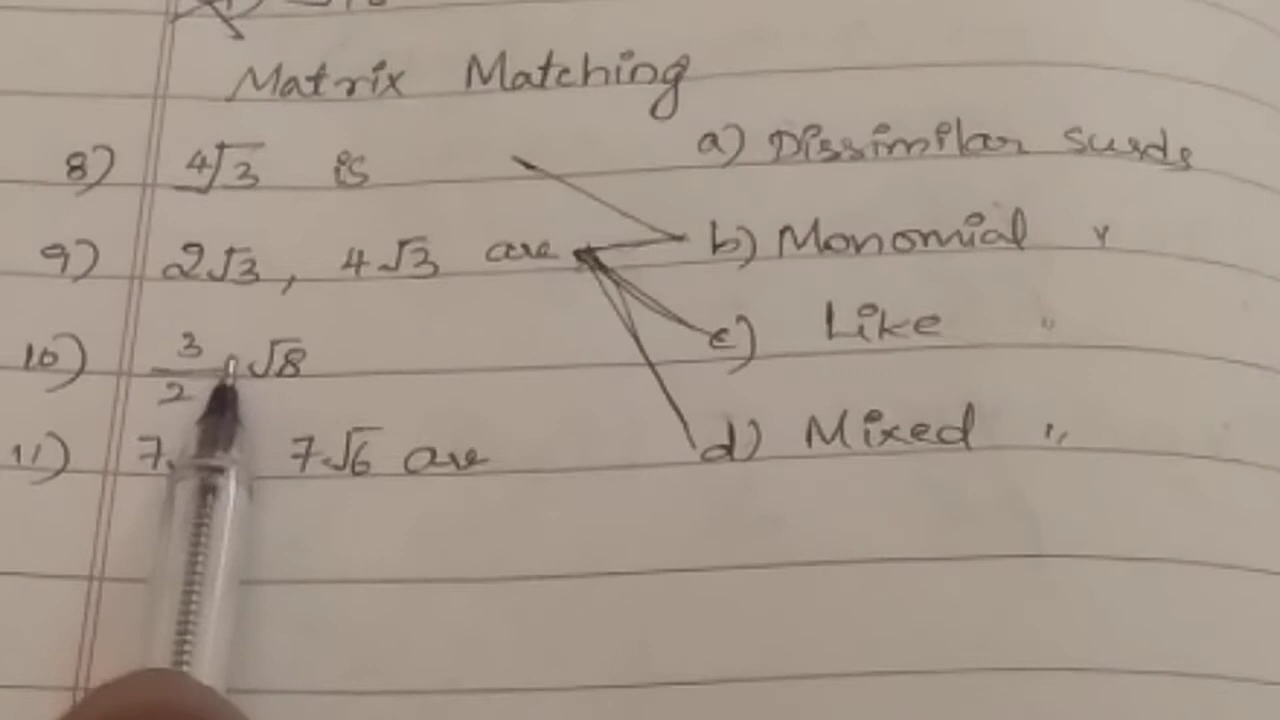 Matrix Matching
8) 4√3 is
a) Dissimilar surds
9) 2√3, 4√3 are
b) Monomial "
10) 3/2 √8
c) Like "
11) 7 7√6 are
d) Mixed "